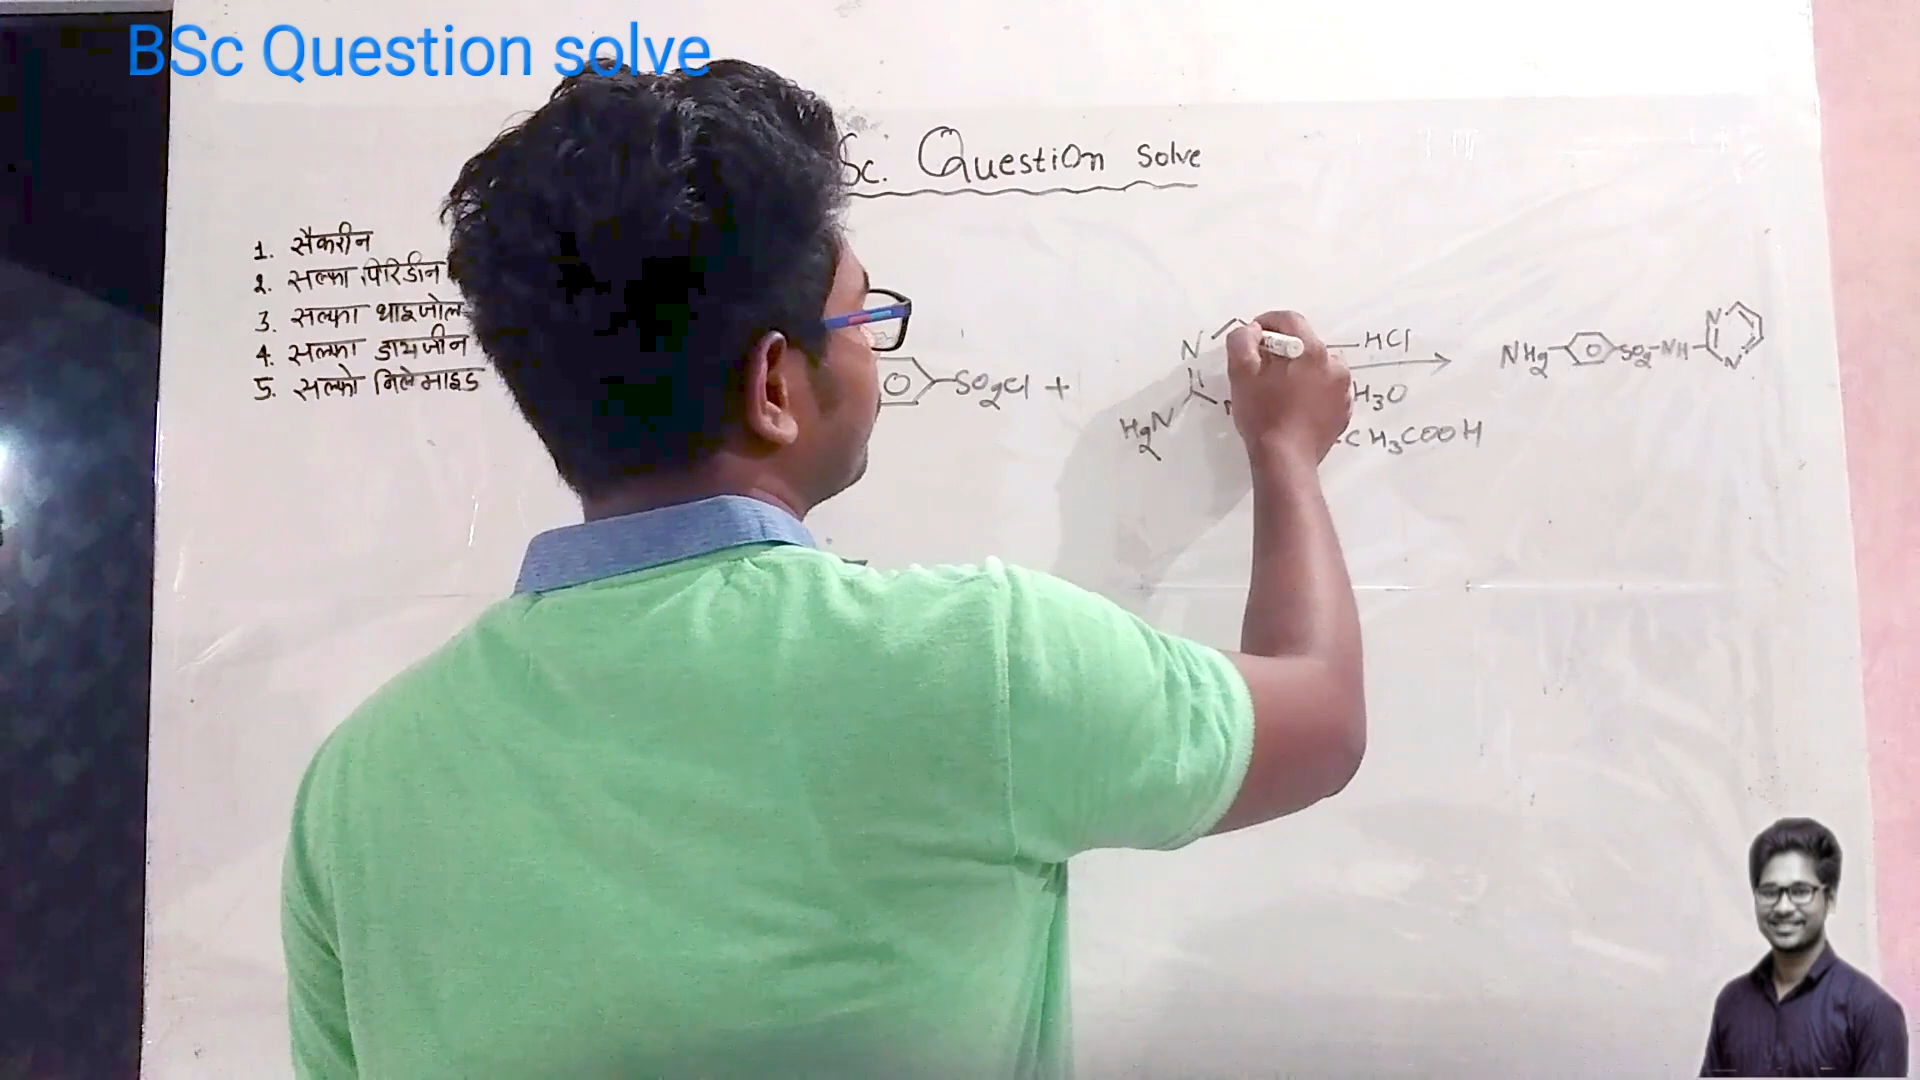 BSc Question solve
Sc. Question Solve
1. सैकरीन
2. सल्फा पिरिडीन
3. सल्फा थाइजोल
4. सल्फा डायजीन
5. सल्फो निलेमाइड
SO₂Cl +
N
H₂N
HCl
H₃O
CH₃COOH
NH₂ SO₂-NH N N